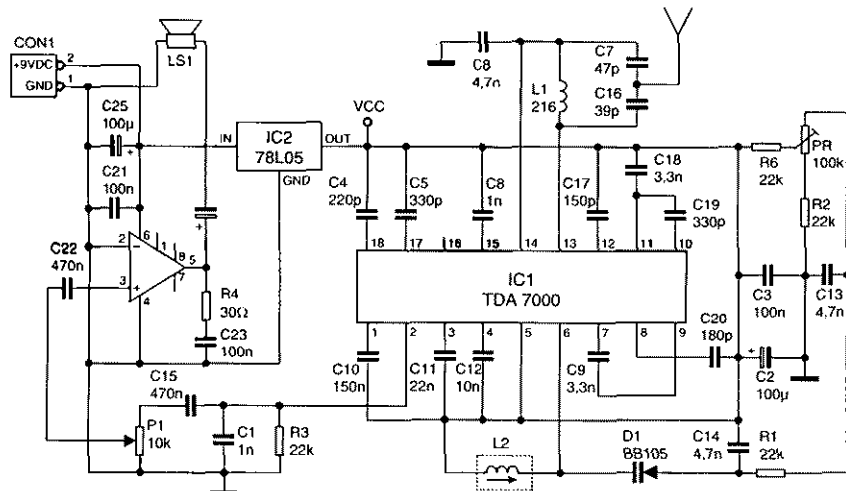 CON1
+9VDC
2
GND
1
LS1
C25
100µ
+
C21
100n
IN
IC2
78L05
OUT
GND
VCC
C8
4,7n
L1
216
C7
47p
C16
39p
PR
100k
R6
22k
R2
22k
C4
220p
C5
330p
C8
1n
C17
150p
C18
3,3n
C19
330p
+
C22
470n
2
−
3
+
6
1
8
7
5
4
R4
30Ω
C23
100n
18
17
16
15
14
13
12
11
10
IC1
TDA 7000
1
2
3
4
5
6
7
8
9
C3
100n
C13
4,7n
C20
180p
+
C2
100µ
C10
150n
C11
22n
C12
10n
C9
3,3n
C15
470n
P1
10k
C1
1n
R3
22k
L2
D1
BB105
C14
4,7n
R1
22k